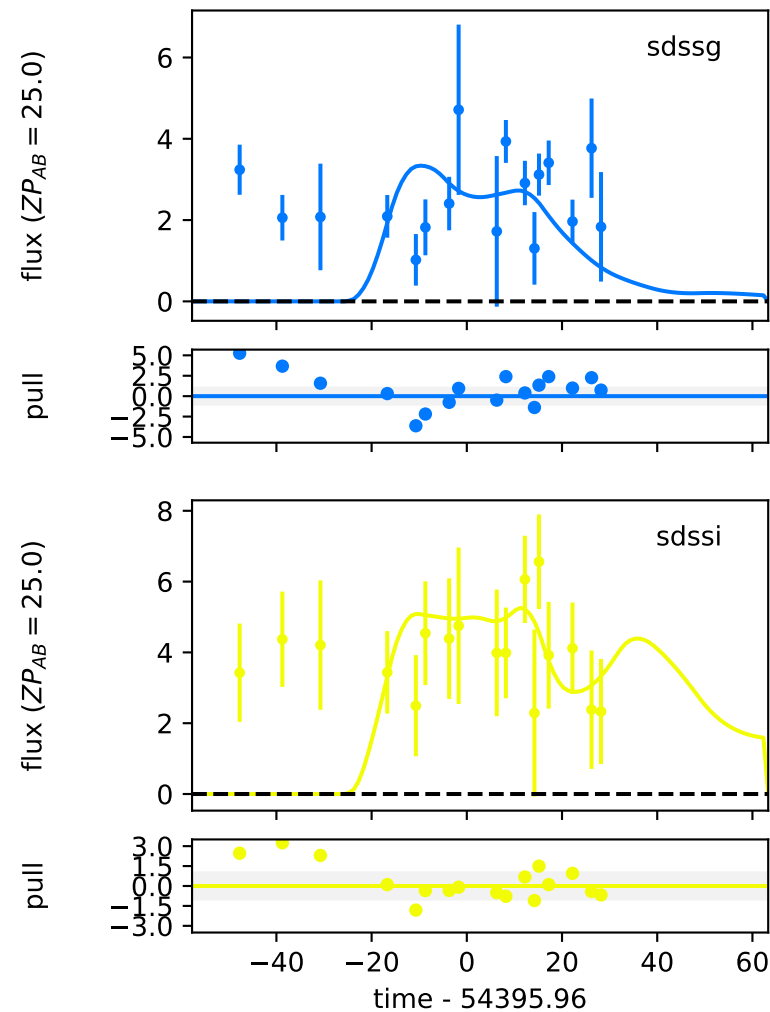 sdssg
flux ($ZP_{AB} = 25.0$)
6
4
2
0
pull
5.0
2.5
0.0
−2.5
−5.0
sdssi
flux ($ZP_{AB} = 25.0$)
8
6
4
2
0
pull
3.0
1.5
0.0
−1.5
−3.0
−40 −20 0 20 40 60
time - 54395.96